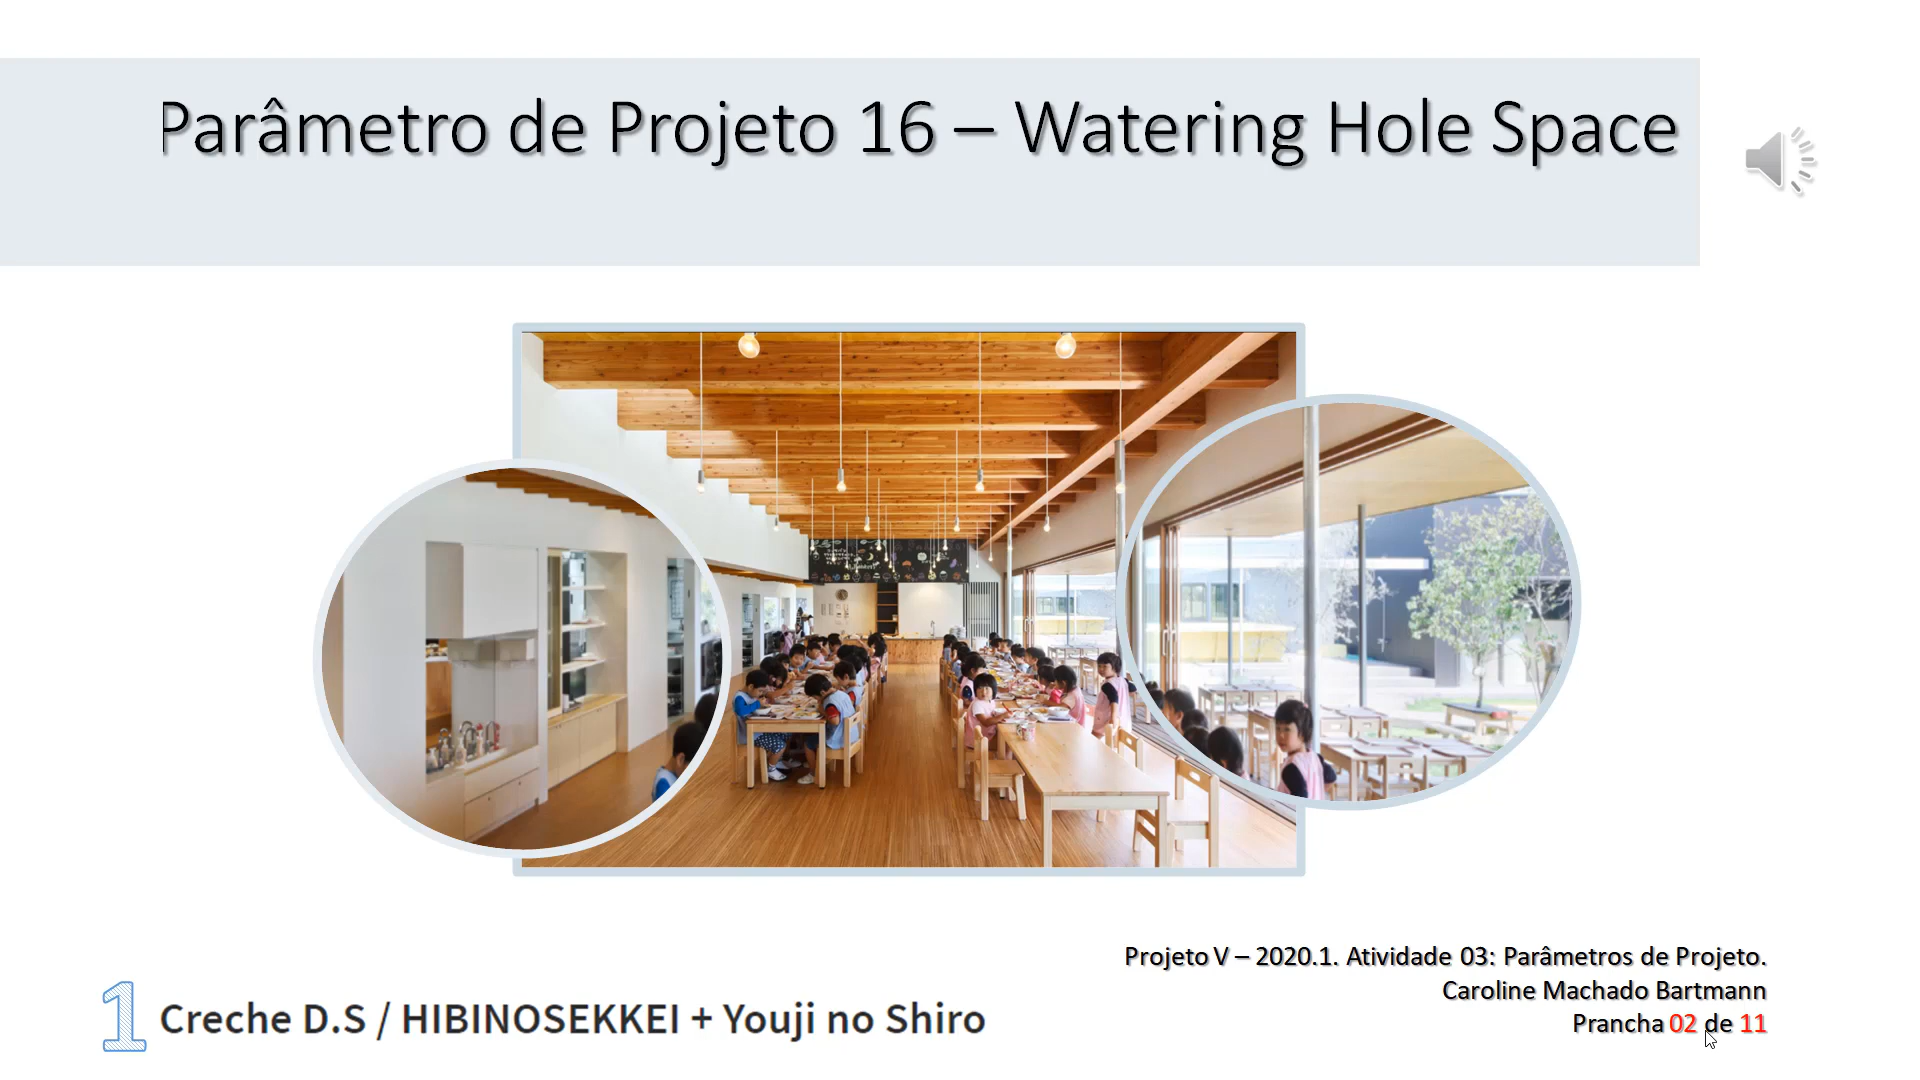 Parâmetro de Projeto 16 – Watering Hole Space
Projeto V – 2020.1. Atividade 03: Parâmetros de Projeto.
Caroline Machado Bartmann
Prancha 02 de 11
1 Creche D.S / HIBINOSEKKEI + Youji no Shiro